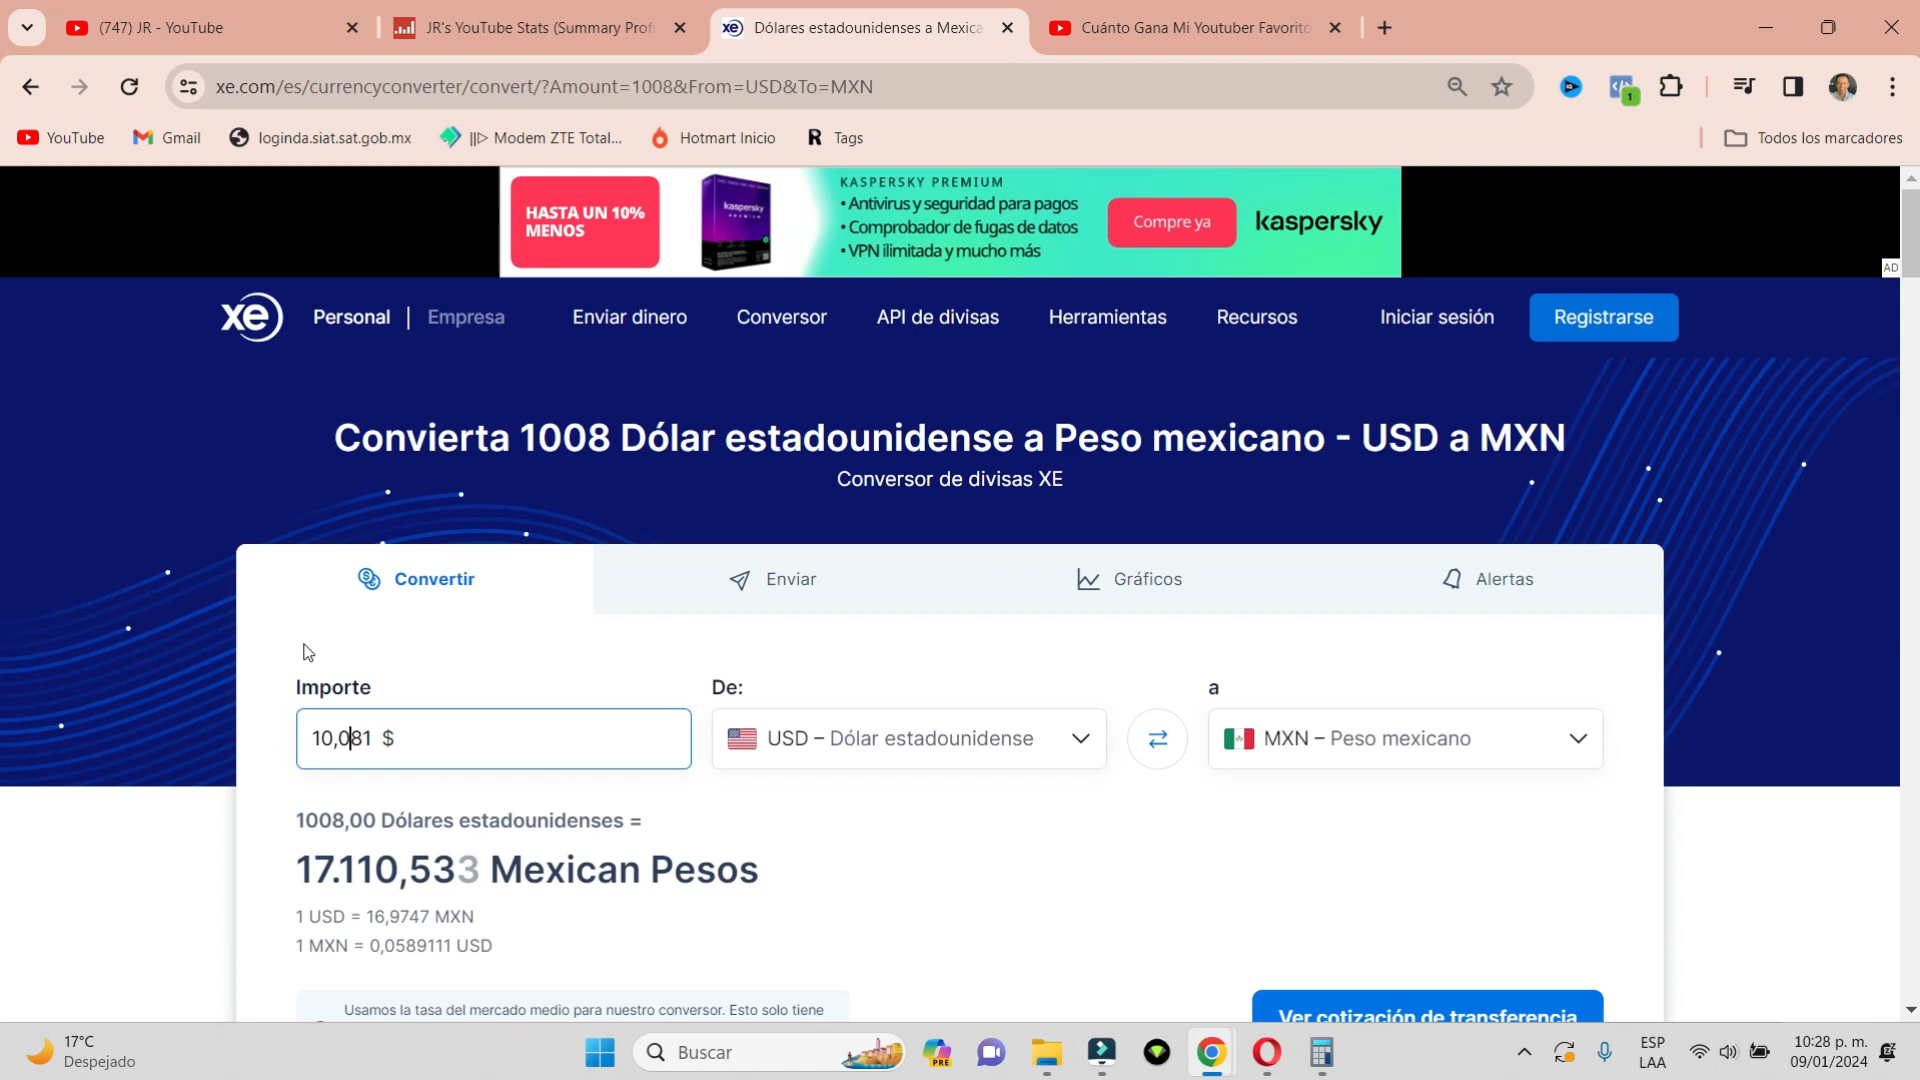 (747) JR - YouTube
JR's YouTube Stats (Summary Profi
Dólares estadounidenses a Mexica
Cuánto Gana Mi Youtuber Favorito
xe.com/es/currencyconverter/convert/?Amount=1008&From=USD&To=MXN
1
YouTube
Gmail
loginda.siat.sat.gob.mx
||▷ Modem ZTE Total...
Hotmart Inicio
R Tags
Todos los marcadores
HASTA UN 10%
MENOS
kaspersky
PREMIUM
KASPERSKY PREMIUM
• Antivirus y seguridad para pagos
• Comprobador de fugas de datos
• VPN ilimitada y mucho más
Compre ya
kaspersky
AD
xe
Personal | Empresa
Enviar dinero
Conversor
API de divisas
Herramientas
Recursos
Iniciar sesión
Registrarse
Convierta 1008 Dólar estadounidense a Peso mexicano - USD a MXN
Conversor de divisas XE
Convertir
Enviar
Gráficos
Alertas
Importe
De:
a
10,081 $
USD – Dólar estadounidense
MXN – Peso mexicano
1008,00 Dólares estadounidenses =
17.110,533 Mexican Pesos
1 USD = 16,9747 MXN
1 MXN = 0,0589111 USD
Usamos la tasa del mercado medio para nuestro conversor. Esto solo tiene
Ver cotización de transferencia
17°C
Despejado
Buscar
PRE
ESP
LAA
10:28 p. m.
09/01/2024